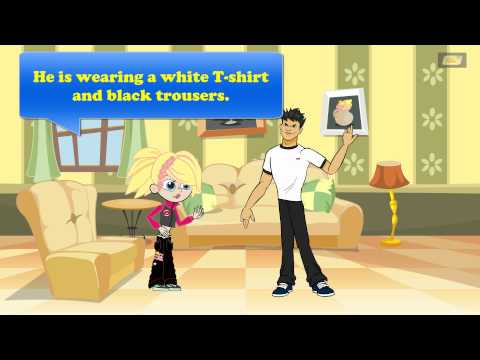 He is wearing a white T-shirt
and black trousers.